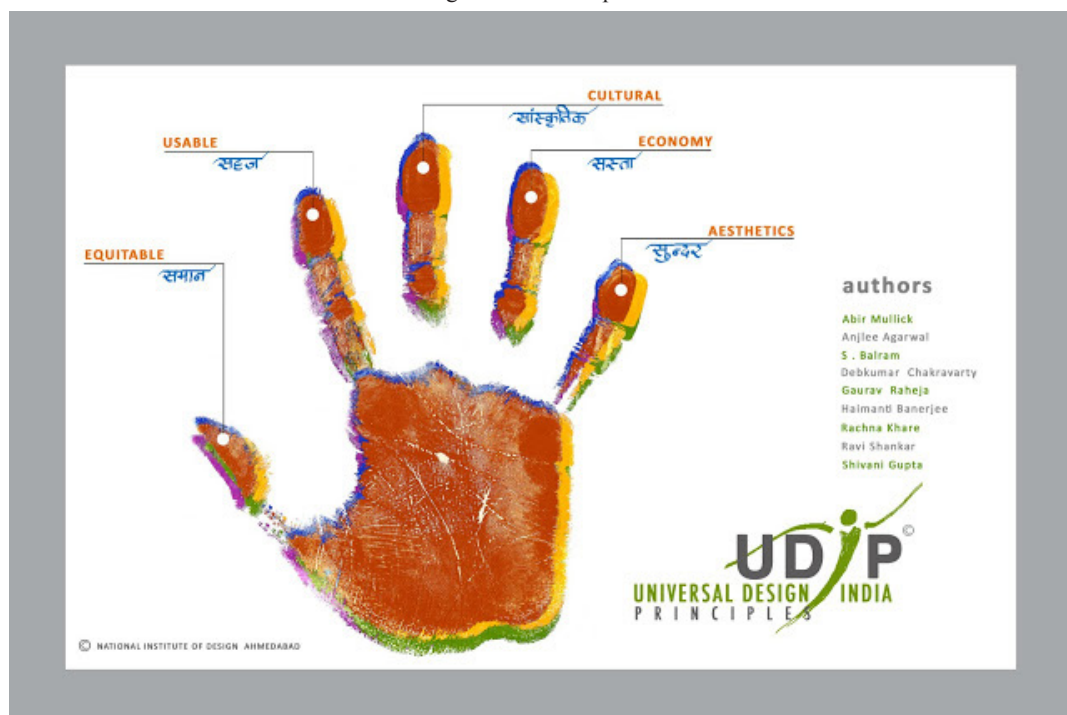 CULTURAL
सांस्कृतिक
USABLE
सहज
ECONOMY
सस्ता
EQUITABLE
समान
AESTHETICS
सुन्दर
authors
Abir Mullick
Anjlee Agarwal
S . Balram
Debkumar Chakravarty
Gaurav Raheja
Haimanti Banerjee
Rachna Khare
Ravi Shankar
Shivani Gupta
UDIP©
UNIVERSAL DESIGN INDIA
PRINCIPLES
© NATIONAL INSTITUTE OF DESIGN AHMEDABAD